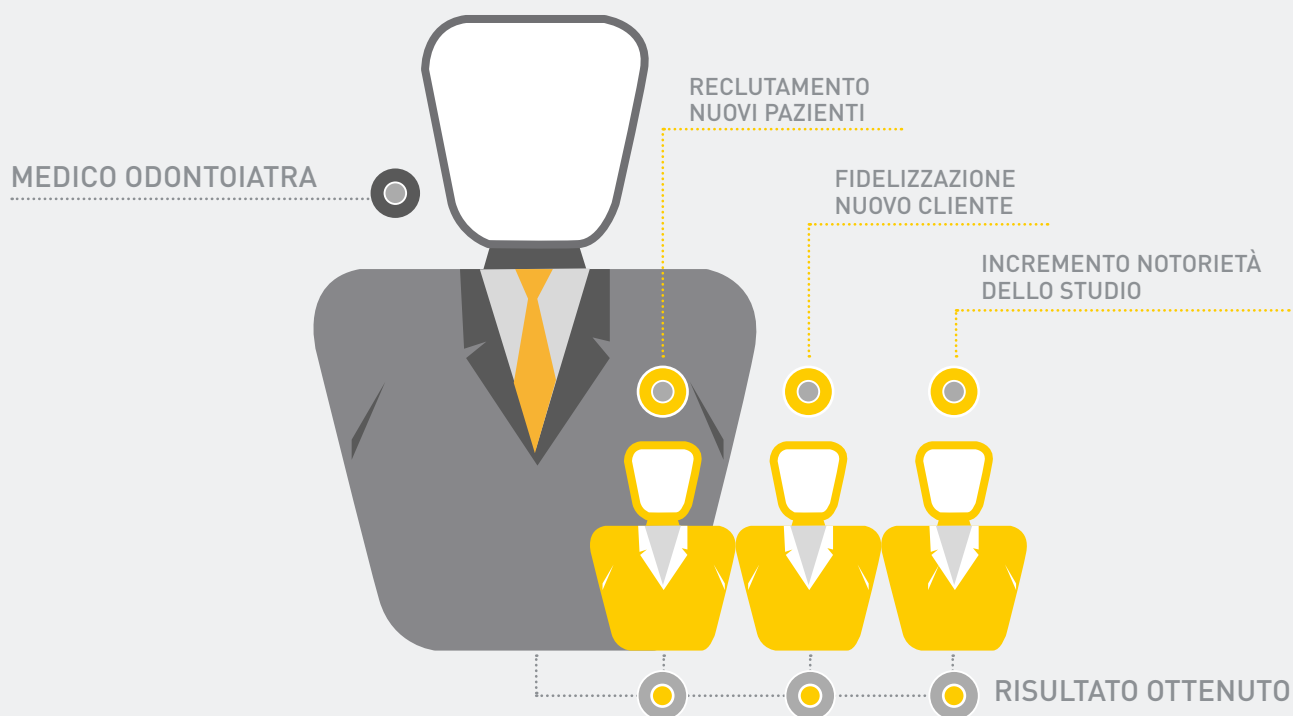 RECLUTAMENTO
NUOVI PAZIENTI
MEDICO ODONTOIATRA
FIDELIZZAZIONE
NUOVO CLIENTE
INCREMENTO NOTORIETÀ
DELLO STUDIO
RISULTATO OTTENUTO